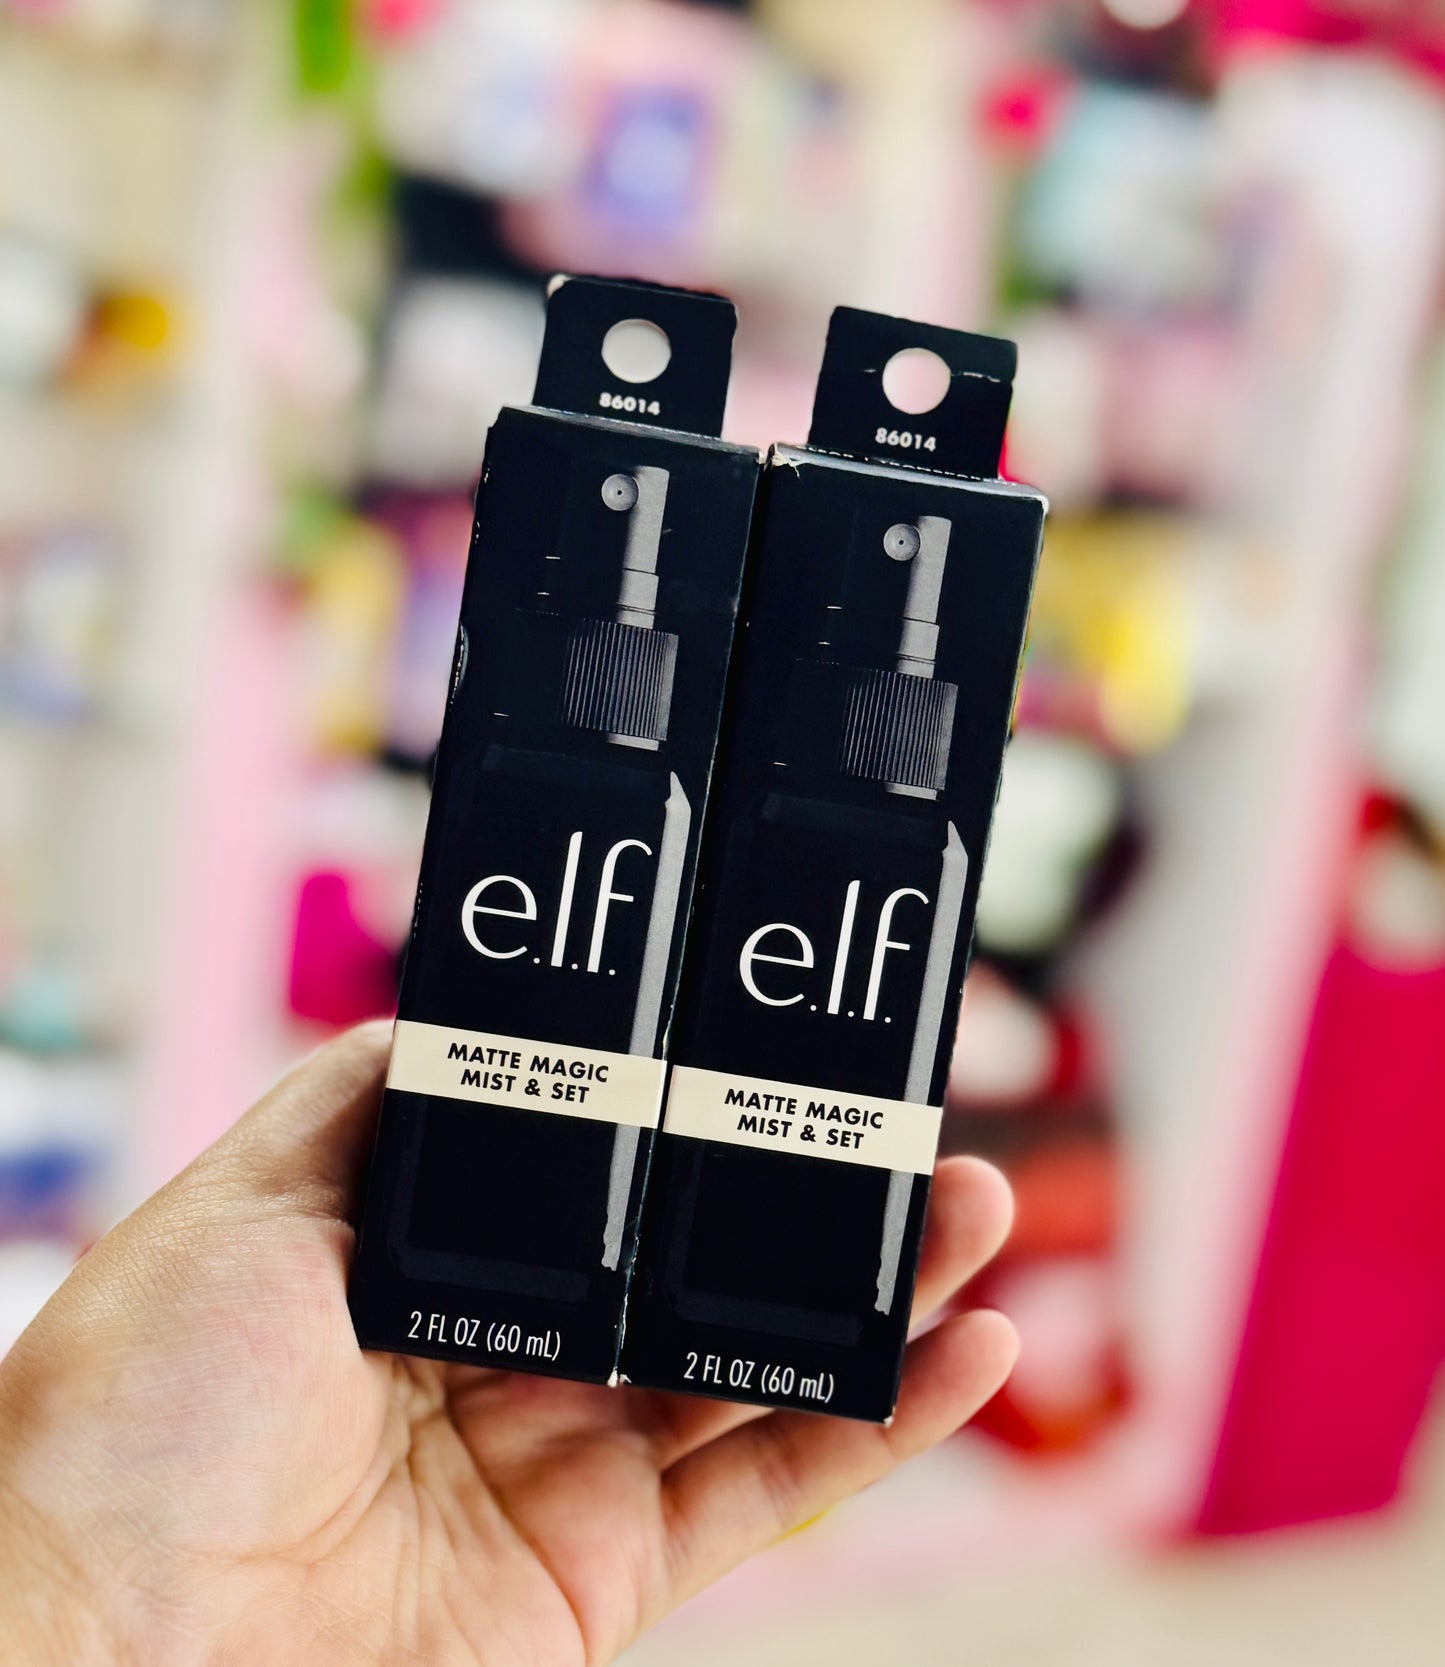 86014
e.l.f.
MATTE MAGIC
MIST & SET
2 FL OZ (60 mL)
86014
e.l.f.
MATTE MAGIC
MIST & SET
2 FL OZ (60 mL)